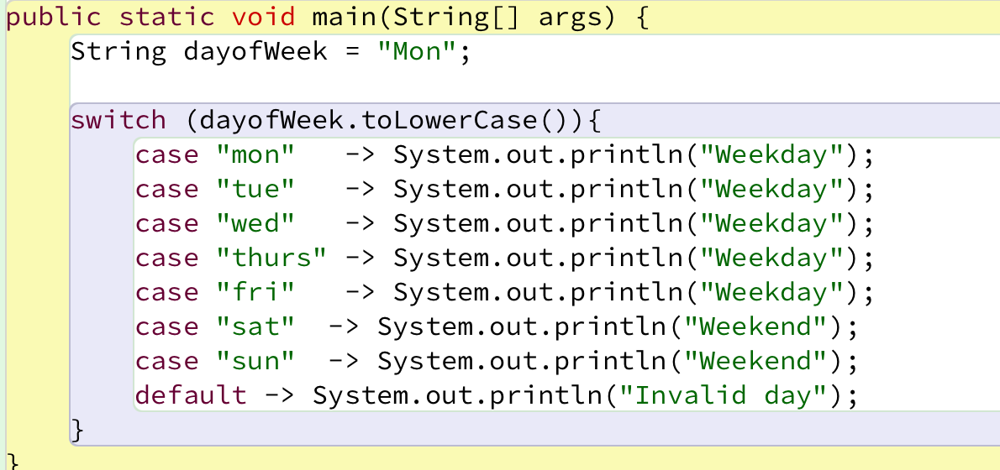 public static void main(String[] args) {
    String dayofWeek = "Mon";

    switch (dayofWeek.toLowerCase()){
        case "mon"   -> System.out.println("Weekday");
        case "tue"   -> System.out.println("Weekday");
        case "wed"   -> System.out.println("Weekday");
        case "thurs" -> System.out.println("Weekday");
        case "fri"   -> System.out.println("Weekday");
        case "sat"  -> System.out.println("Weekend");
        case "sun"  -> System.out.println("Weekend");
        default -> System.out.println("Invalid day");
    }
}